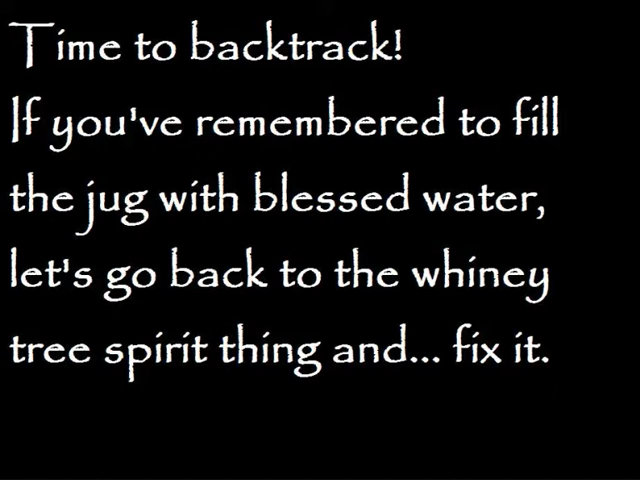 Time to backtrack!
If you've remembered to fill
the jug with blessed water,
let's go back to the whiney
tree spirit thing and... fix it.